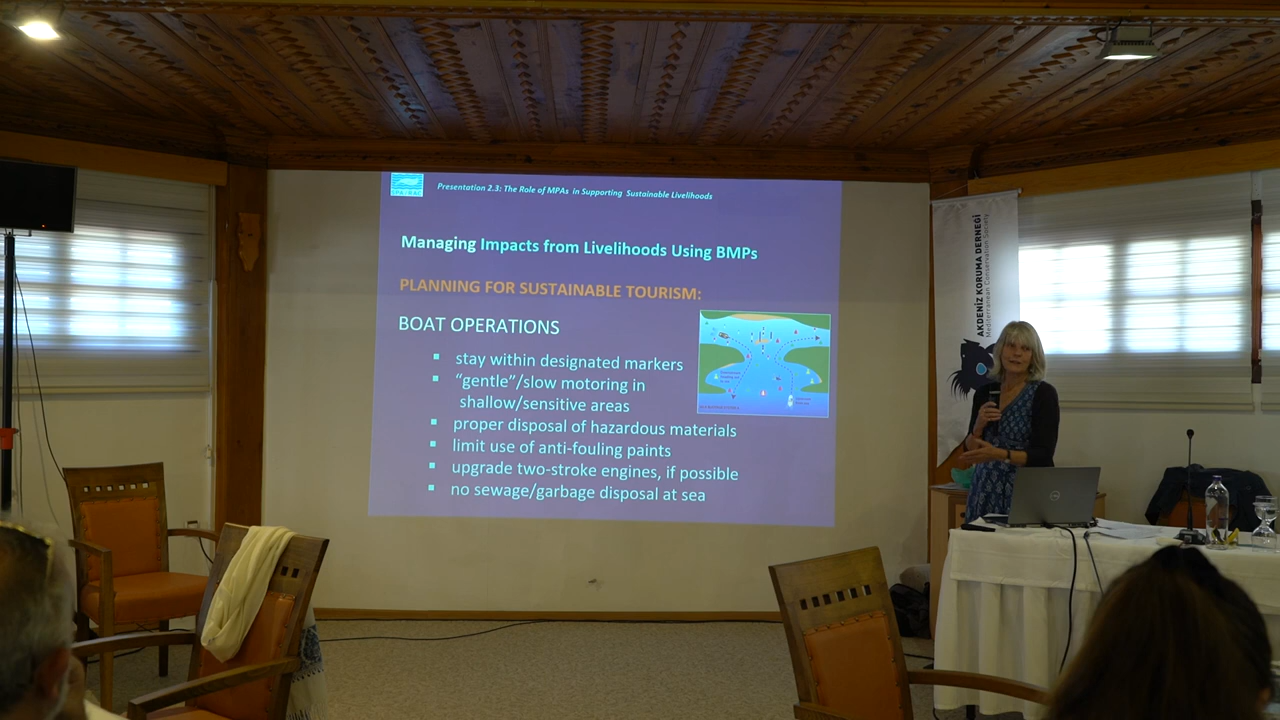 SPA/RAC
Presentation 2.3: The Role of MPAs in Supporting Sustainable Livelihoods
Managing Impacts from Livelihoods Using BMPs
PLANNING FOR SUSTAINABLE TOURISM:
BOAT OPERATIONS
▪ stay within designated markers
▪ “gentle”/slow motoring in
shallow/sensitive areas
▪ proper disposal of hazardous materials
▪ limit use of anti-fouling paints
▪ upgrade two-stroke engines, if possible
▪ no sewage/garbage disposal at sea
AKDENİZ KORUMA DERNEĞİ
Mediterranean Conservation Society
DELL